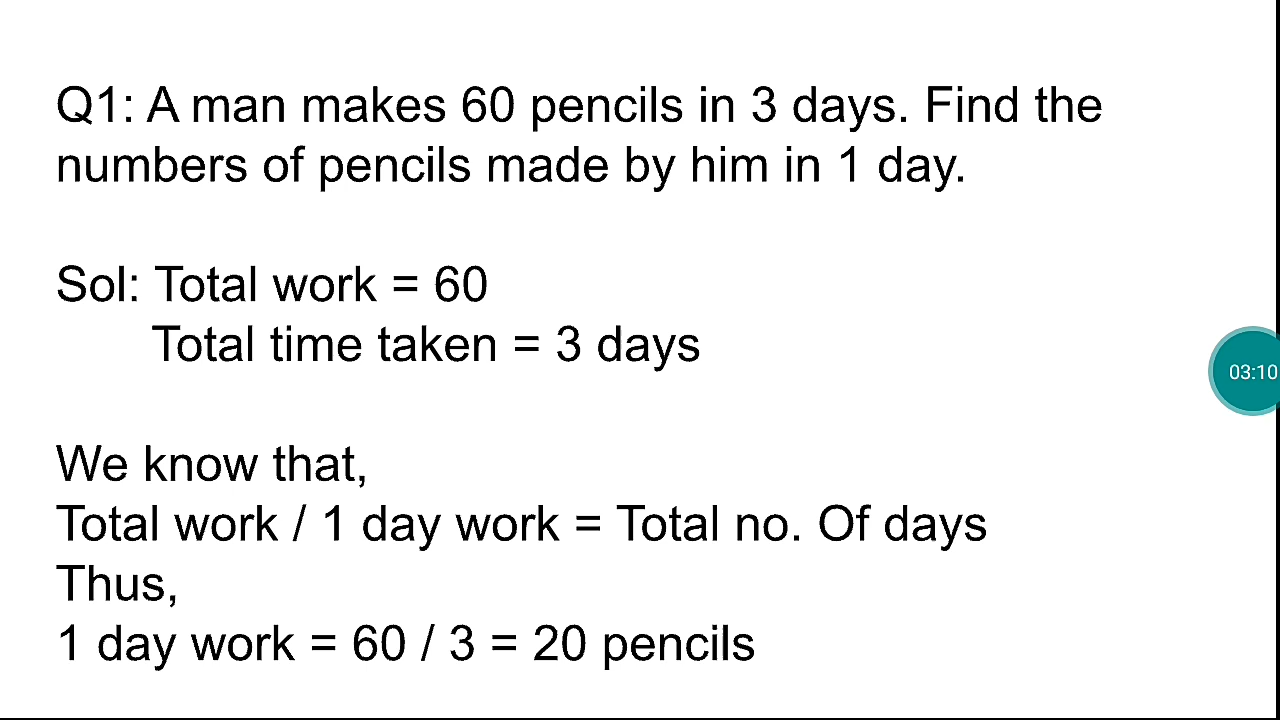 Q1: A man makes 60 pencils in 3 days. Find the
numbers of pencils made by him in 1 day.
Sol: Total work = 60
Total time taken = 3 days
03:10
We know that,
Total work / 1 day work = Total no. Of days
Thus,
1 day work = 60 / 3 = 20 pencils